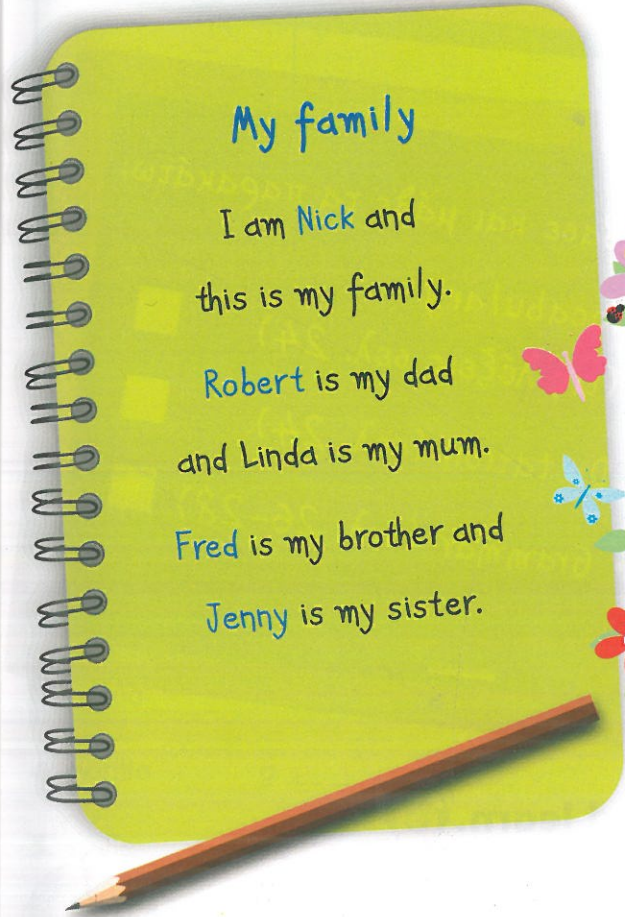 My family
I am Nick and
this is my family.
Robert is my dad
and Linda is my mum.
Fred is my brother and
Jenny is my sister.